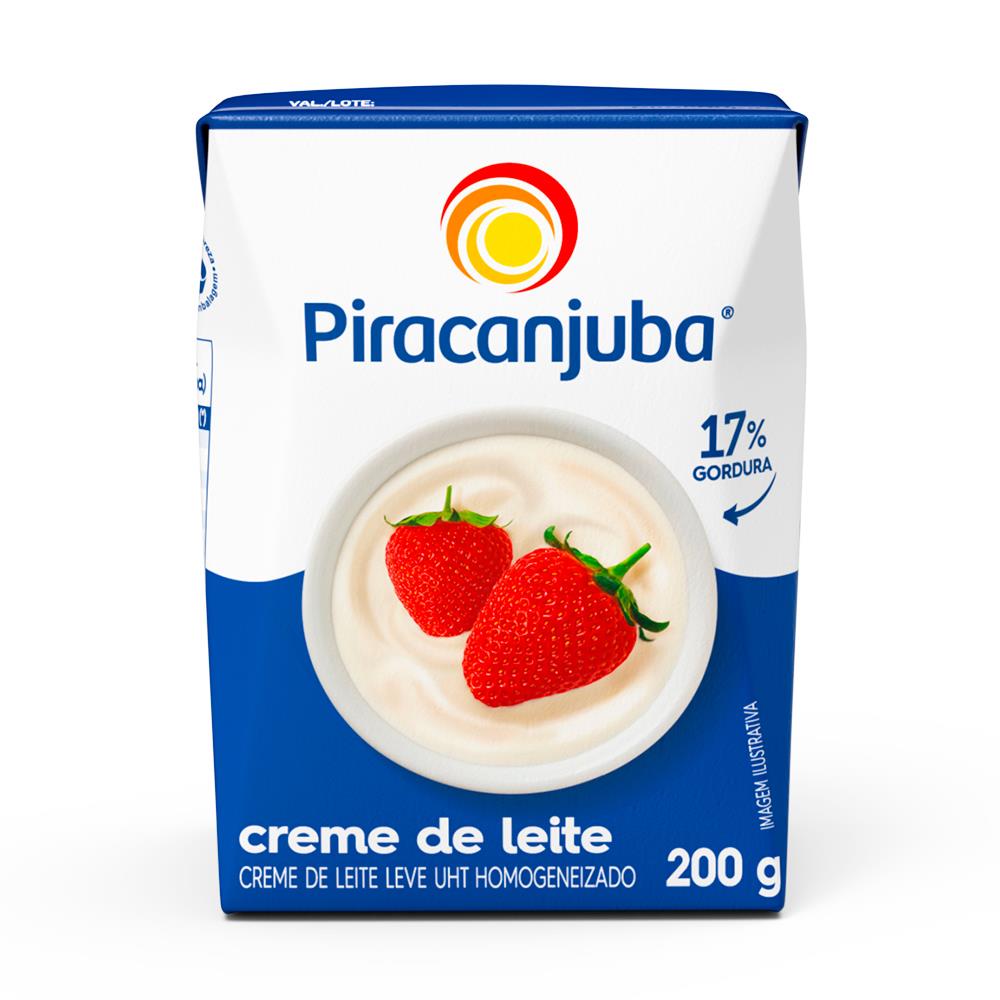 VAL./LOTE:
Piracanjuba®
17%
GORDURA
IMAGEM ILUSTRATIVA
creme de leite
CREME DE LEITE LEVE UHT HOMOGENEIZADO
200 g